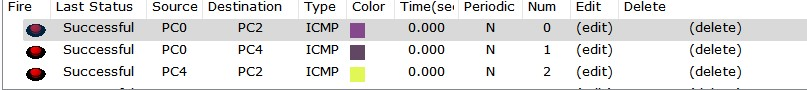 Fire Last Status Source Destination Type Color Time(sec Periodic Num Edit Delete
Successful PC0 PC2 ICMP 0.000 N 0 (edit) (delete)
Successful PC0 PC4 ICMP 0.000 N 1 (edit) (delete)
Successful PC4 PC2 ICMP 0.000 N 2 (edit) (delete)